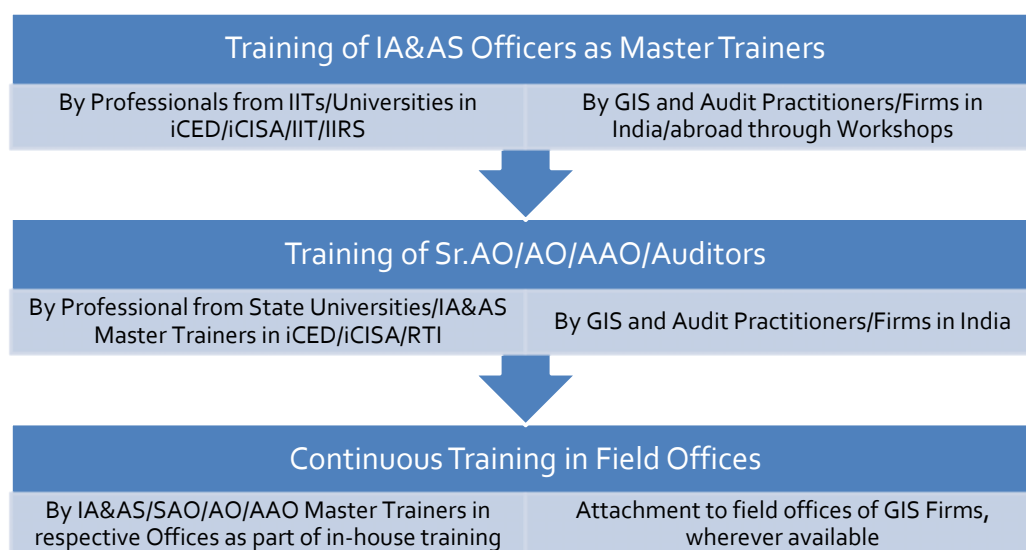 Training of IA&AS Officers as Master Trainers
By Professionals from IITs/Universities in
iCED/iCISA/IIT/IIRS
By GIS and Audit Practitioners/Firms in
India/abroad through Workshops
Training of Sr.AO/AO/AAO/Auditors
By Professional from State Universities/IA&AS
Master Trainers in iCED/iCISA/RTI
By GIS and Audit Practitioners/Firms in India
Continuous Training in Field Offices
By IA&AS/SAO/AO/AAO Master Trainers in
respective Offices as part of in-house training
Attachment to field offices of GIS Firms,
wherever available